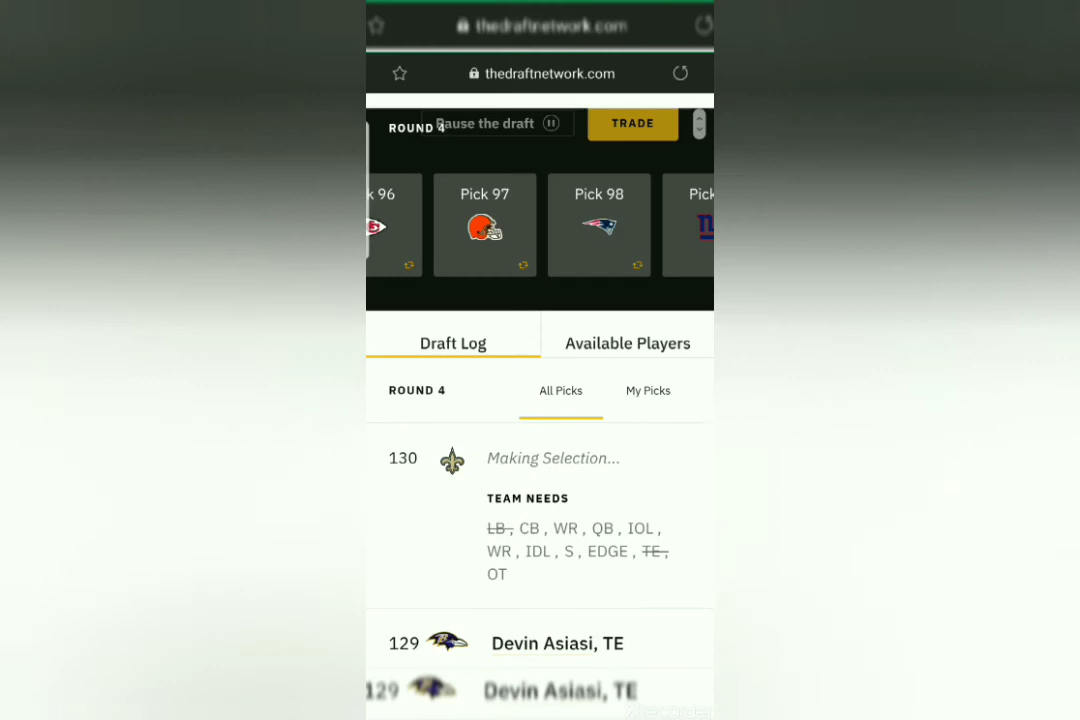 thedraftnetwork.com
thedraftnetwork.com
ROUND 4 Pause the draft TRADE
k 96 Pick 97 Pick 98 Pick
Draft Log Available Players
ROUND 4 All Picks My Picks
130 Making Selection...
TEAM NEEDS
LB , CB , WR , QB , IOL ,
WR , IDL , S , EDGE , TE ,
OT
129 Devin Asiasi, TE
129 Devin Asiasi, TE